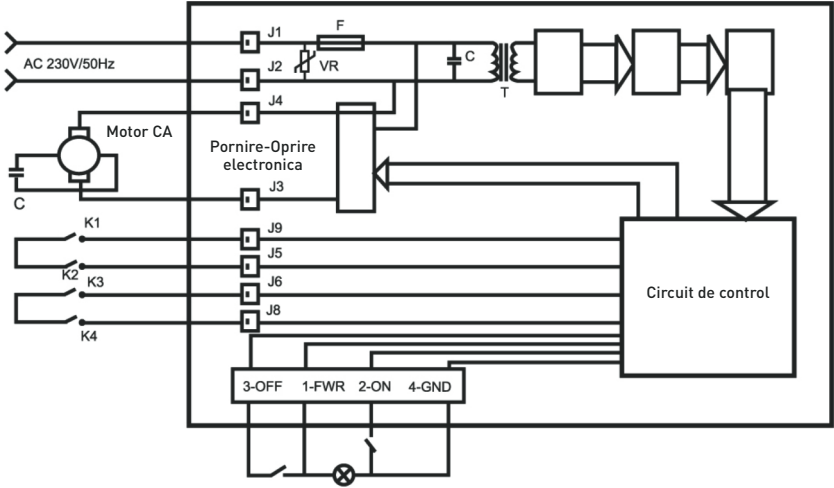 J1
F
AC 230V/50Hz
VR
C
J2
T
J4
Motor CA
Pornire-Oprire
electronica
J3
C
K1
J9
K2
K3
J5
J6
Circuit de control
K4
J8
3-OFF 1-FWR 2-ON 4-GND